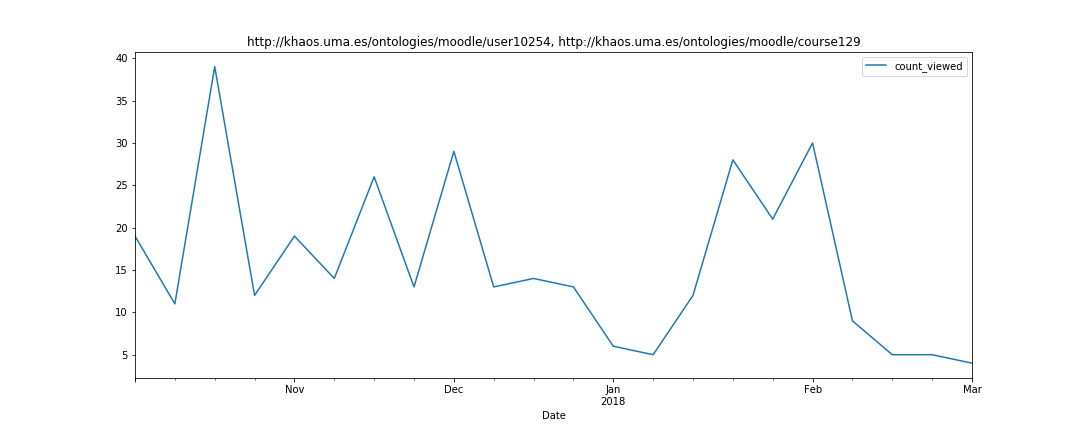 http://khaos.uma.es/ontologies/moodle/user10254, http://khaos.uma.es/ontologies/moodle/course129
count_viewed
40
35
30
25
20
15
10
5
Nov Dec Jan Feb Mar
2018
Date